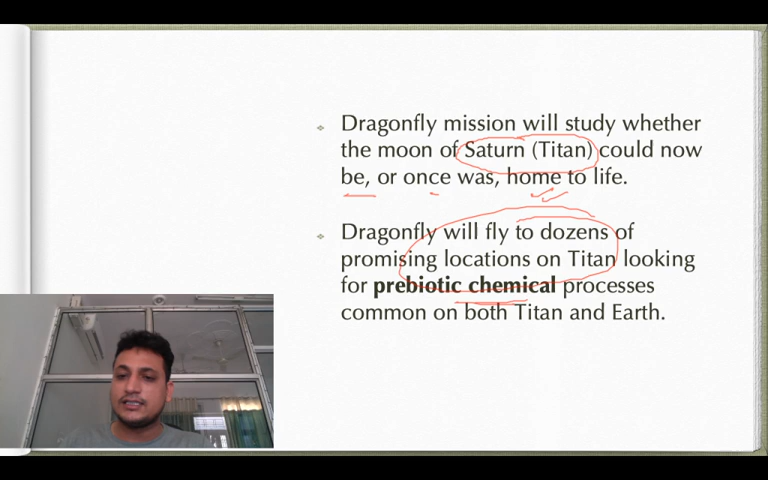 Dragonfly mission will study whether
the moon of Saturn (Titan) could now
be, or once was, home to life.
Dragonfly will fly to dozens of
promising locations on Titan looking
for prebiotic chemical processes
common on both Titan and Earth.